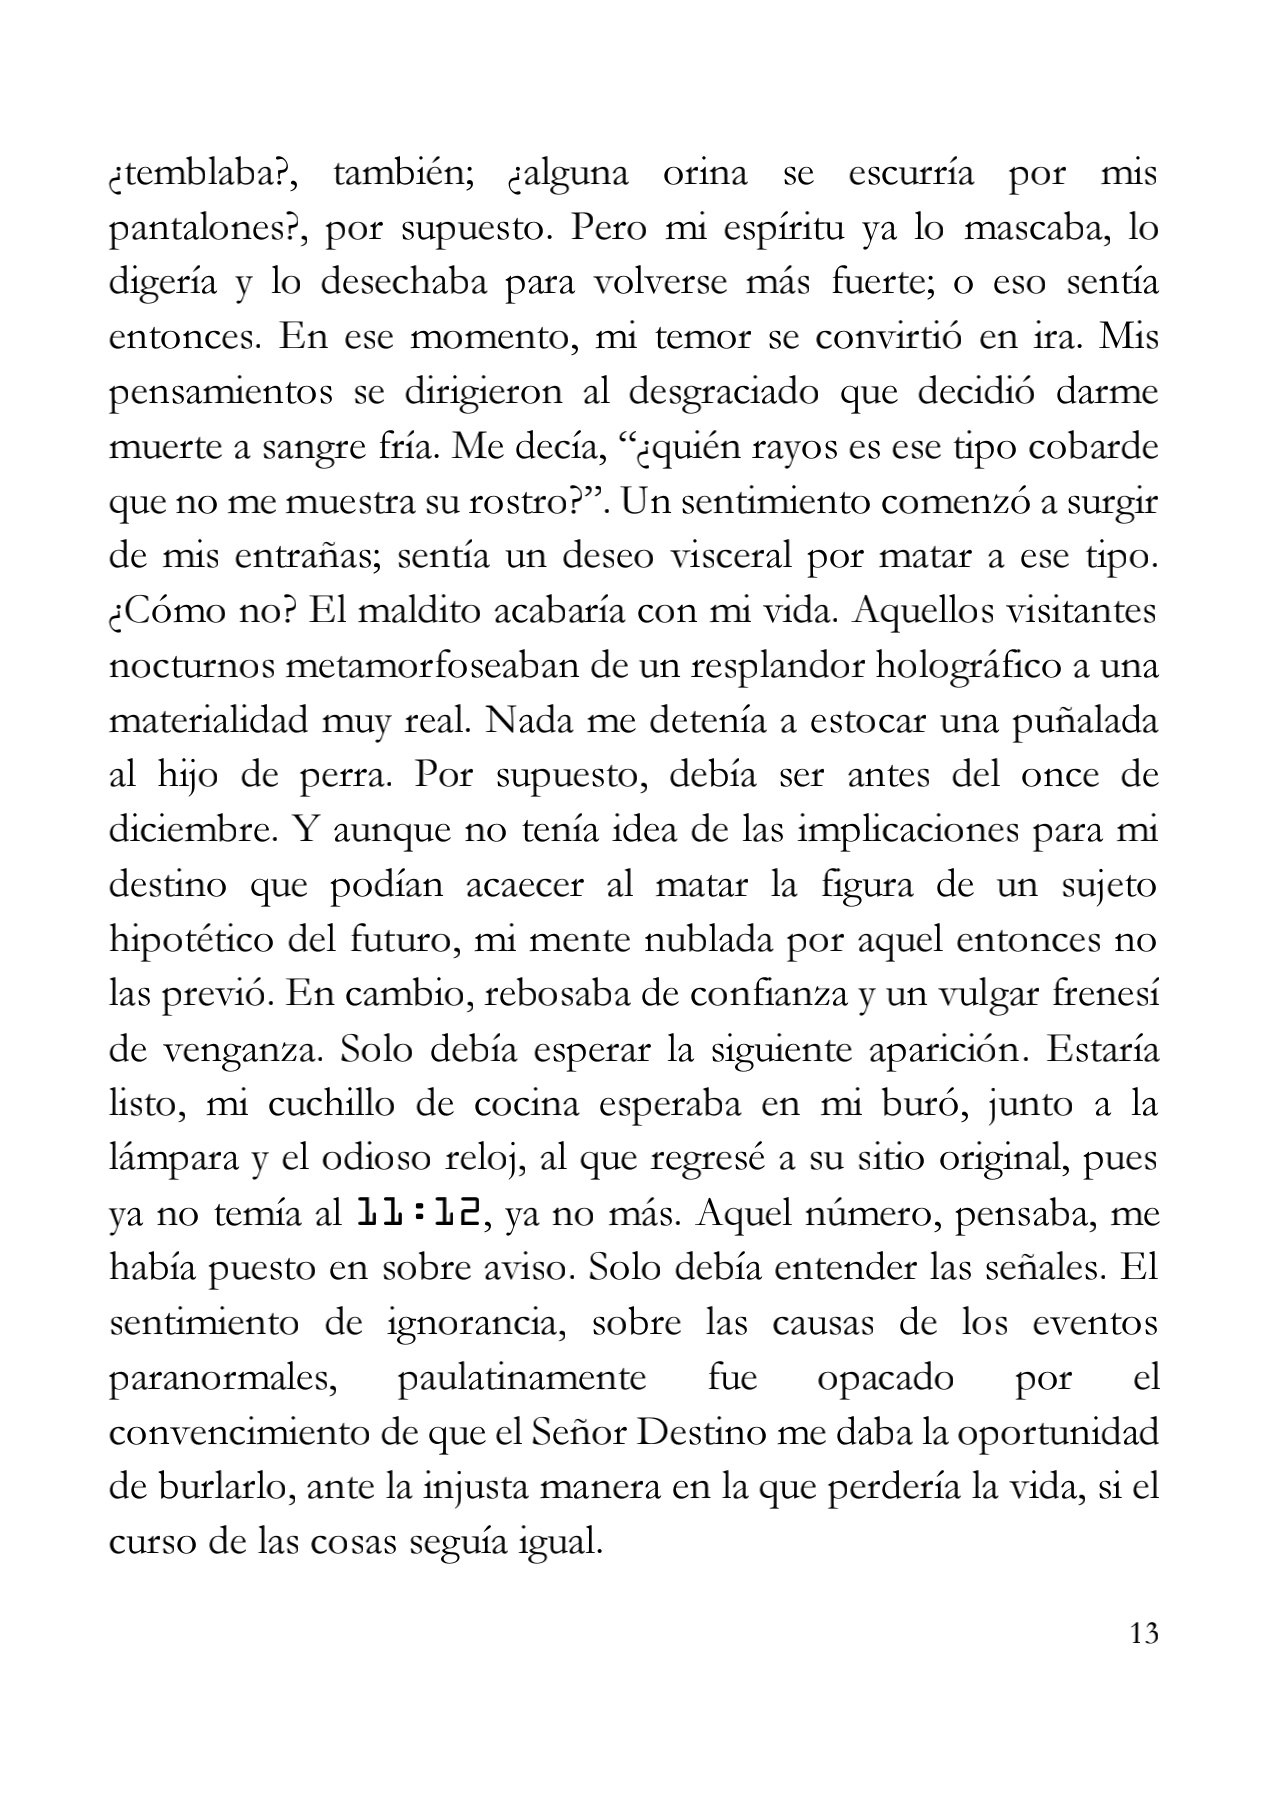 ¿temblaba?, también; ¿alguna orina se escurría por mis
pantalones?, por supuesto. Pero mi espíritu ya lo mascaba, lo
digería y lo desechaba para volverse más fuerte; o eso sentía
entonces. En ese momento, mi temor se convirtió en ira. Mis
pensamientos se dirigieron al desgraciado que decidió darme
muerte a sangre fría. Me decía, “¿quién rayos es ese tipo cobarde
que no me muestra su rostro?”. Un sentimiento comenzó a surgir
de mis entrañas; sentía un deseo visceral por matar a ese tipo.
¿Cómo no? El maldito acabaría con mi vida. Aquellos visitantes
nocturnos metamorfoseaban de un resplandor holográfico a una
materialidad muy real. Nada me detenía a estocar una puñalada
al hijo de perra. Por supuesto, debía ser antes del once de
diciembre. Y aunque no tenía idea de las implicaciones para mi
destino que podían acaecer al matar la figura de un sujeto
hipotético del futuro, mi mente nublada por aquel entonces no
las previó. En cambio, rebosaba de confianza y un vulgar frenesí
de venganza. Solo debía esperar la siguiente aparición. Estaría
listo, mi cuchillo de cocina esperaba en mi buró, junto a la
lámpara y el odioso reloj, al que regresé a su sitio original, pues
ya no temía al 11:12, ya no más. Aquel número, pensaba, me
había puesto en sobre aviso. Solo debía entender las señales. El
sentimiento de ignorancia, sobre las causas de los eventos
paranormales, paulatinamente fue opacado por el
convencimiento de que el Señor Destino me daba la oportunidad
de burlarlo, ante la injusta manera en la que perdería la vida, si el
curso de las cosas seguía igual.
13